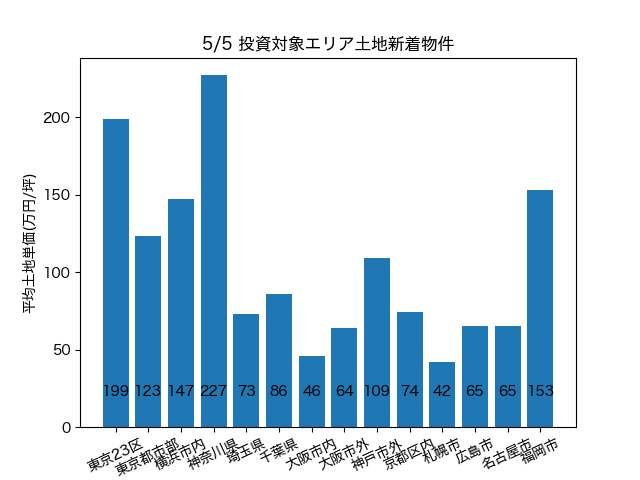 5/5 投資対象エリア土地新着物件
平均土地単価(万円/坪)
200
150
100
50
0
199 123 147 227 73 86 46 64 109 74 42 65 65 153
東京23区 東京都市部 横浜市内 神奈川県 埼玉県 千葉県 大阪市内 大阪市外 神戸市外 京都区内 札幌市 広島市 名古屋市 福岡市